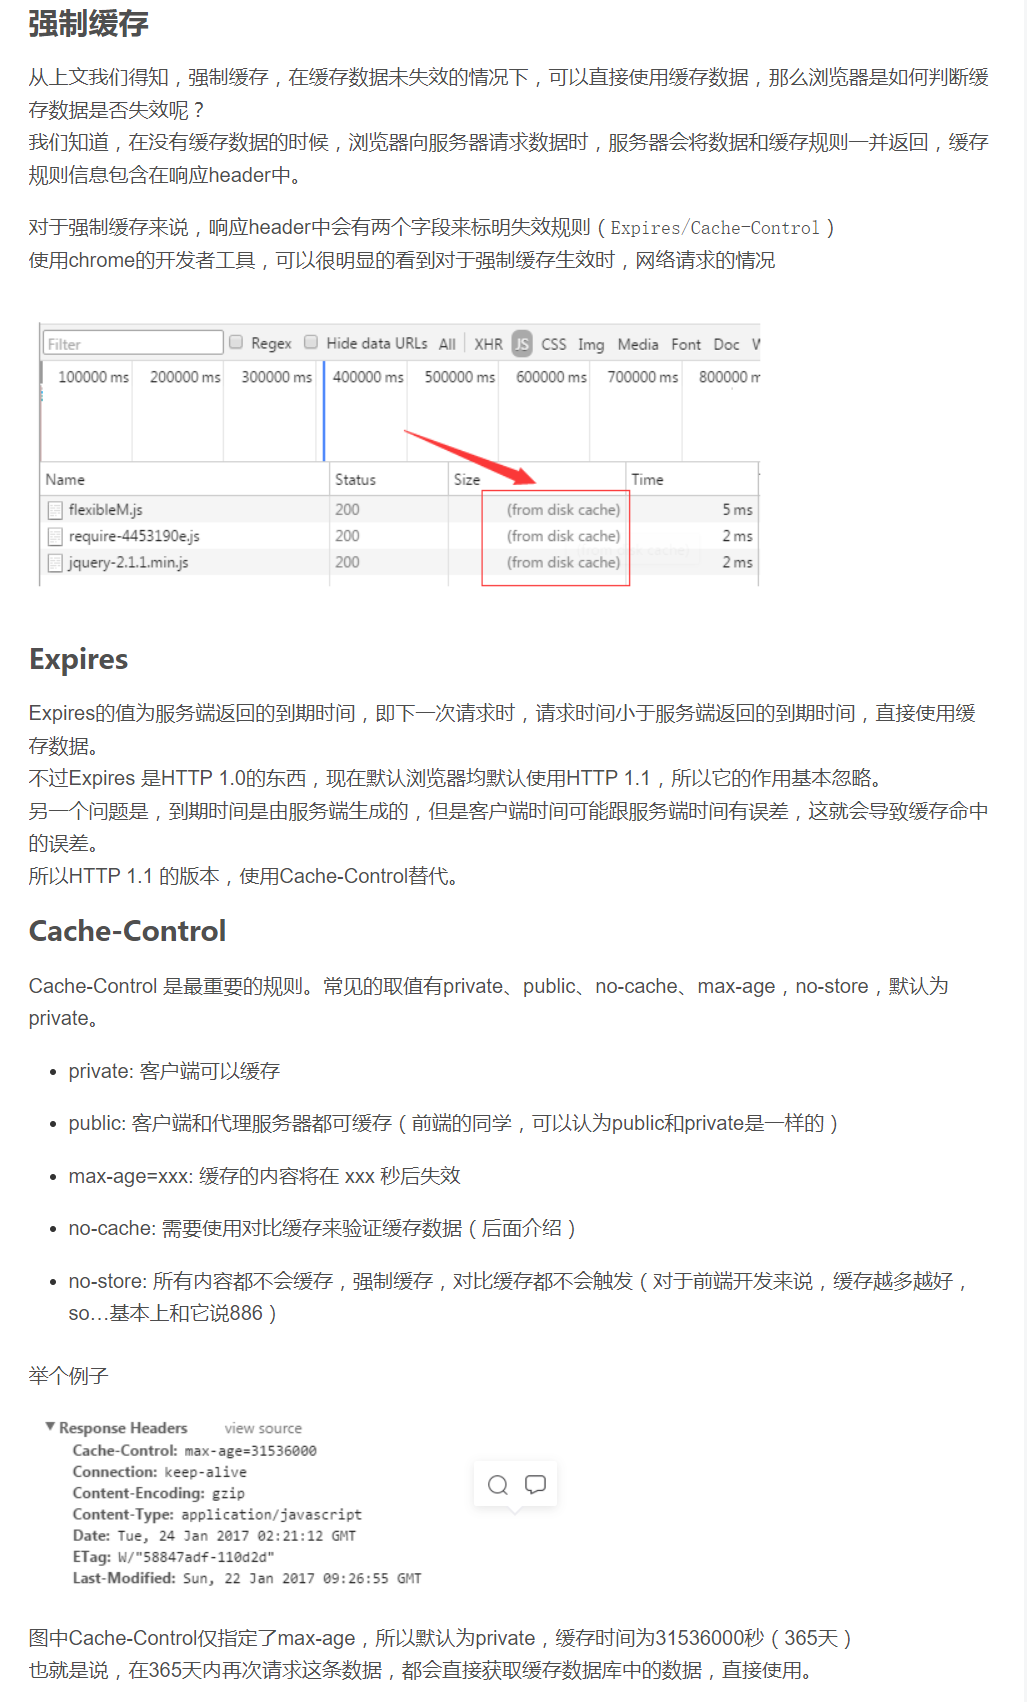 强制缓存
从上文我们得知，强制缓存，在缓存数据未失效的情况下，可以直接使用缓存数据，那么浏览器是如何判断缓
存数据是否失效呢？
我们知道，在没有缓存数据的时候，浏览器向服务器请求数据时，服务器会将数据和缓存规则一并返回，缓存
规则信息包含在响应header中。
对于强制缓存来说，响应header中会有两个字段来标明失效规则（Expires/Cache-Control）
使用chrome的开发者工具，可以很明显的看到对于强制缓存生效时，网络请求的情况
Filter Regex Hide data URLs All XHR JS CSS Img Media Font Doc
100000 ms 200000 ms 300000 ms 400000 ms 500000 ms 600000 ms 700000 ms 800000 m
Name Status Size Time
flexibleM.js 200 (from disk cache) 5 ms
require-4453190e.js 200 (from disk cache) 2 ms
jquery-2.1.1.min.js 200 (from disk cache) 2 ms
Expires
Expires的值为服务端返回的到期时间，即下一次请求时，请求时间小于服务端返回的到期时间，直接使用缓
存数据。
不过Expires 是HTTP 1.0的东西，现在默认浏览器均默认使用HTTP 1.1，所以它的作用基本忽略。
另一个问题是，到期时间是由服务端生成的，但是客户端时间可能跟服务端时间有误差，这就会导致缓存命中
的误差。
所以HTTP 1.1 的版本，使用Cache-Control替代。
Cache-Control
Cache-Control 是最重要的规则。常见的取值有private、public、no-cache、max-age，no-store，默认为
private。
• private: 客户端可以缓存
• public: 客户端和代理服务器都可缓存（前端的同学，可以认为public和private是一样的）
• max-age=xxx: 缓存的内容将在 xxx 秒后失效
• no-cache: 需要使用对比缓存来验证缓存数据（后面介绍）
• no-store: 所有内容都不会缓存，强制缓存，对比缓存都不会触发（对于前端开发来说，缓存越多越好，
so…基本上和它说886）
举个例子
▼Response Headers view source
Cache-Control: max-age=31536000
Connection: keep-alive
Content-Encoding: gzip
Content-Type: application/javascript
Date: Tue, 24 Jan 2017 02:21:12 GMT
ETag: W/"58847adf-110d2d"
Last-Modified: Sun, 22 Jan 2017 09:26:55 GMT
图中Cache-Control仅指定了max-age，所以默认为private，缓存时间为31536000秒（365天）
也就是说，在365天内再次请求这条数据，都会直接获取缓存数据库中的数据，直接使用。